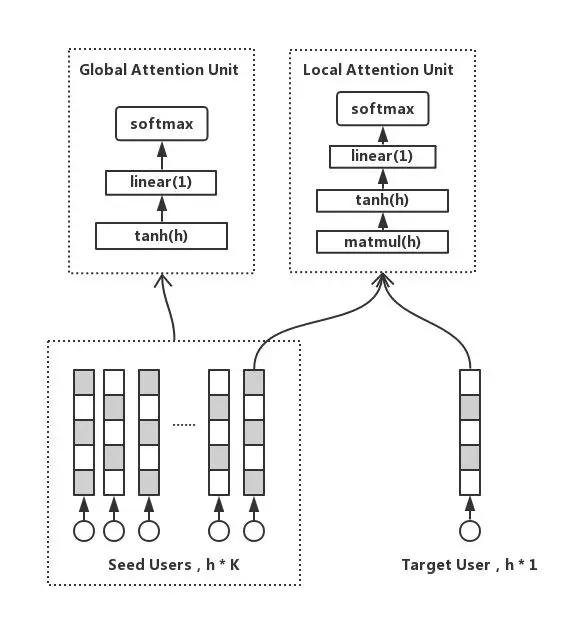 Global Attention Unit
softmax
linear(1)
tanh(h)
Local Attention Unit
softmax
linear(1)
tanh(h)
matmul(h)
......
Seed Users , h * K
Target User , h * 1